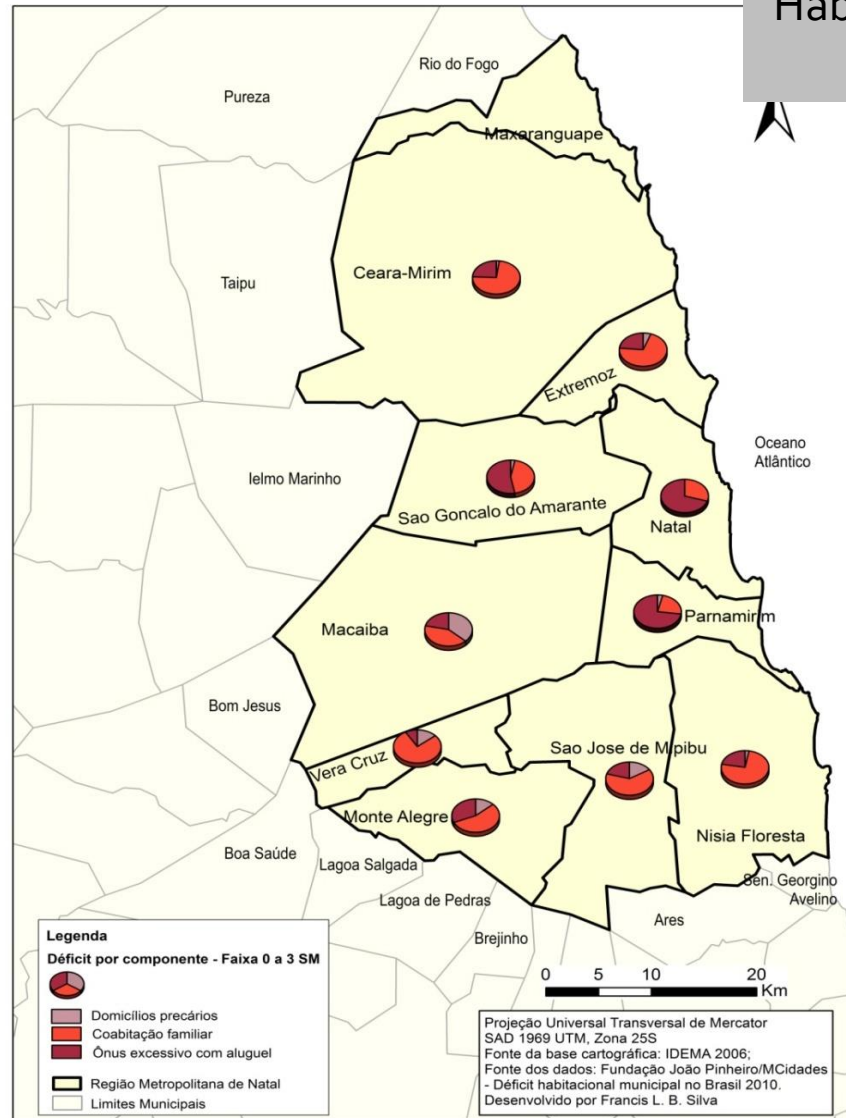 Hab
Rio do Fogo
Pureza
Maxaranguape
Ceara-Mirim
Taipu
Extremoz
Oceano
Atlântico
Ielmo Marinho
Sao Goncalo do Amarante
Natal
Macaiba
Parnamirim
Bom Jesus
Vera Cruz
Sao Jose de Mipibu
Monte Alegre
Nisia Floresta
Boa Saúde
Lagoa Salgada
Sen. Georgino
Avelino
Lagoa de Pedras
Ares
Brejinho
Legenda
Déficit por componente - Faixa 0 a 3 SM
Domicílios precários
Coabitação familiar
Ônus excessivo com aluguel
Região Metropolitana de Natal
Limites Municipais
0 5 10 20
Km
Projeção Universal Transversal de Mercator
SAD 1969 UTM, Zona 25S
Fonte da base cartográfica: IDEMA 2006;
Fonte dos dados: Fundação João Pinheiro/MCidades
- Déficit habitacional municipal no Brasil 2010.
Desenvolvido por Francis L. B. Silva